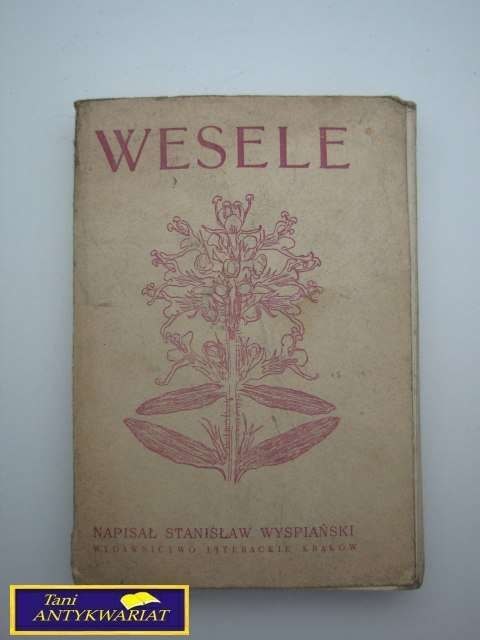 WESELE
NAPISAŁ STANISŁAW WYSPIAŃSKI
WYDAWNICTWO LITERACKIE KRAKÓW
Tani
ANTYKWARIAT